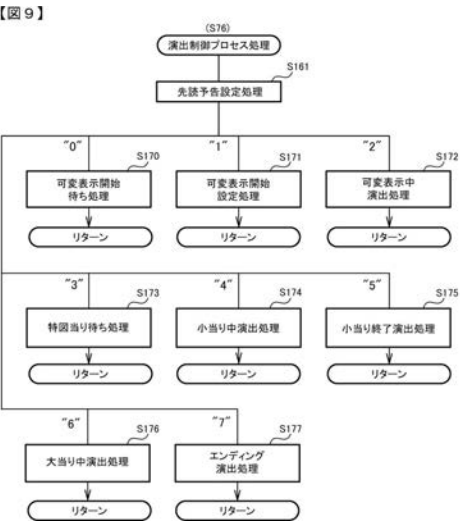 【図９】
(S76)
演出制御プロセス処理
S161
先読予告設定処理
"0"
"1"
"2"
S170
S171
S172
可変表示開始
待ち処理
可変表示開始
設定処理
可変表示中
演出処理
リターン
リターン
リターン
"3"
"4"
"5"
S173
S174
S175
特図当り待ち処理
小当り中演出処理
小当り終了演出処理
リターン
リターン
リターン
"6"
"7"
S176
S177
大当り中演出処理
エンディング
演出処理
リターン
リターン